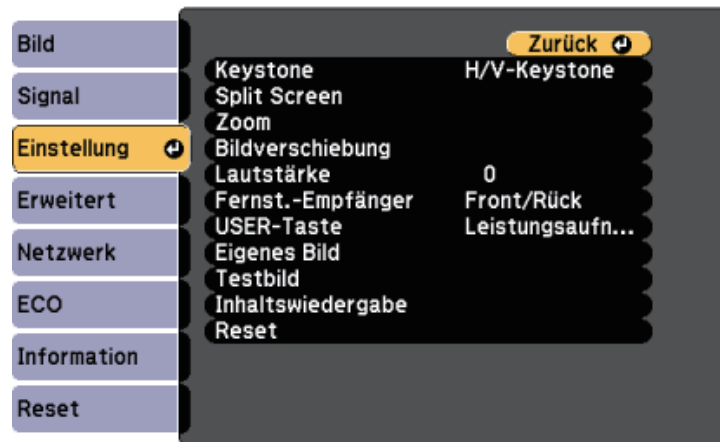 Bild
Signal
Einstellung
Erweitert
Netzwerk
ECO
Information
Reset
Zurück
Keystone H/V-Keystone
Split Screen
Zoom
Bildverschiebung
Lautstärke 0
Fernst.-Empfänger Front/Rück
USER-Taste Leistungsaufn...
Eigenes Bild
Testbild
Inhaltswiedergabe
Reset